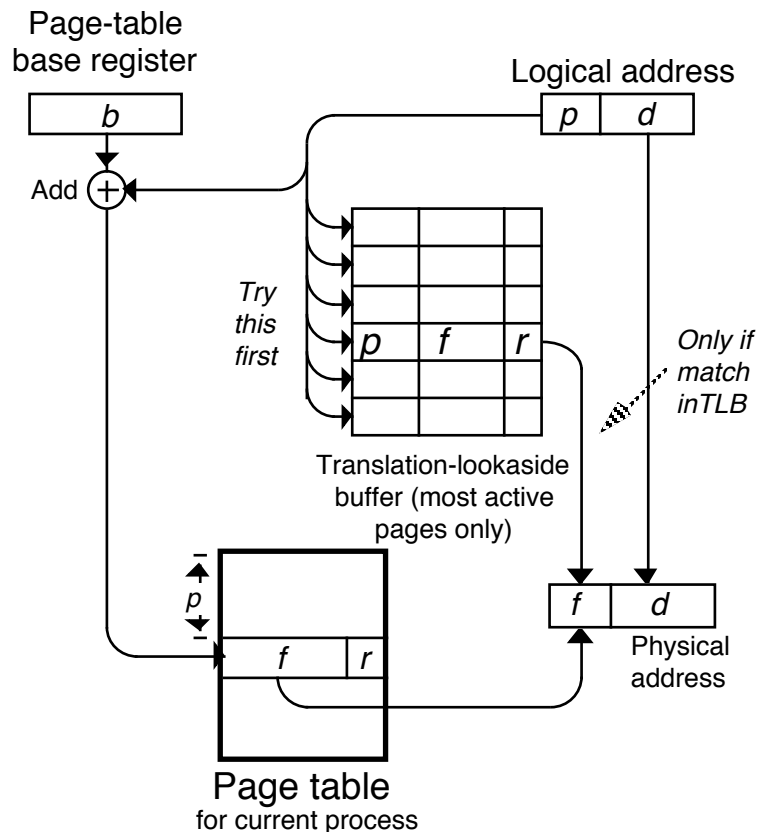 Page-table
base register
b
Logical address
p d
Add
+
Try
this
first
p f r
Only if
match
inTLB
Translation-lookaside
buffer (most active
pages only)
p
f r
f d
Physical
address
Page table
for current process